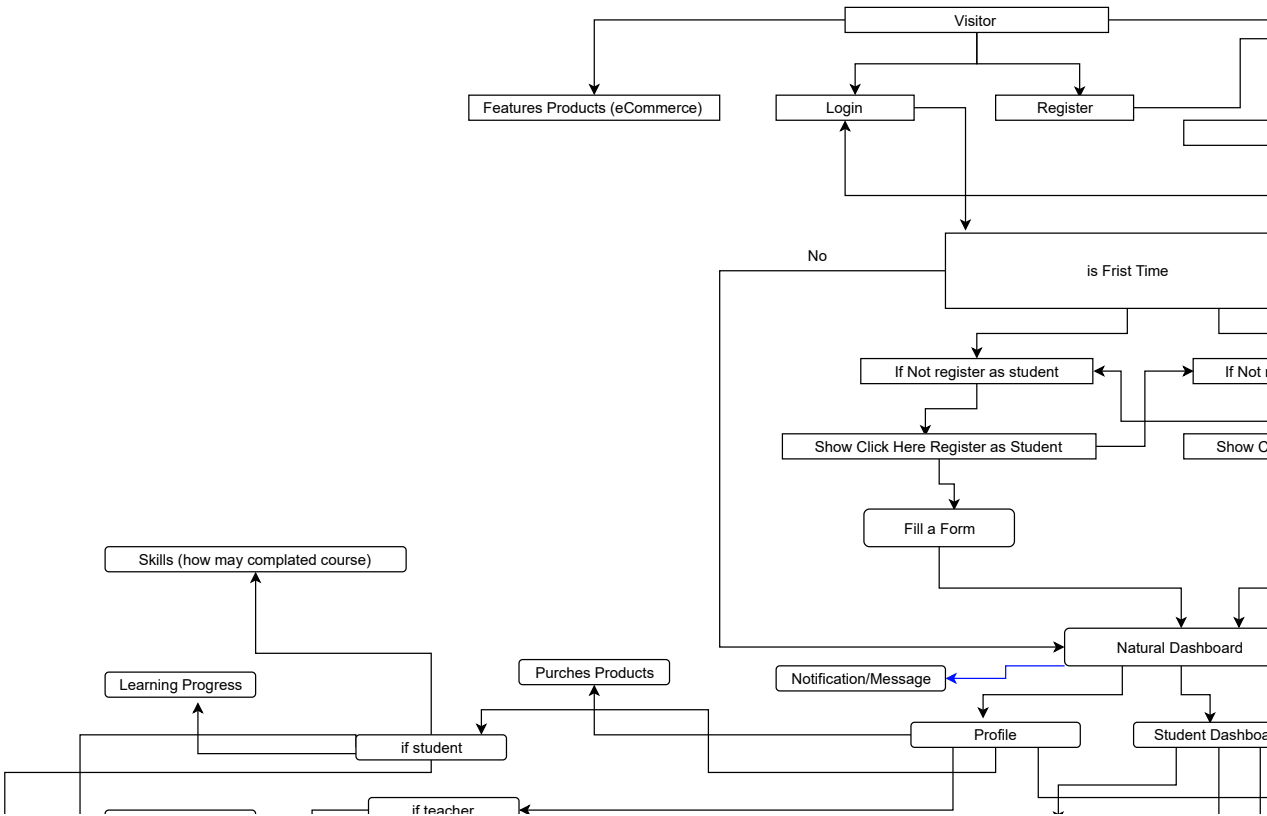 Visitor
Features Products (eCommerce)
Login
Register
No
is Frist Time
If Not register as student
If Not
Show Click Here Register as Student
Show
Fill a Form
Skills (how may complated course)
Natural Dashboard
Purches Products
Notification/Message
Learning Progress
Profile
Student
if student
if teacher